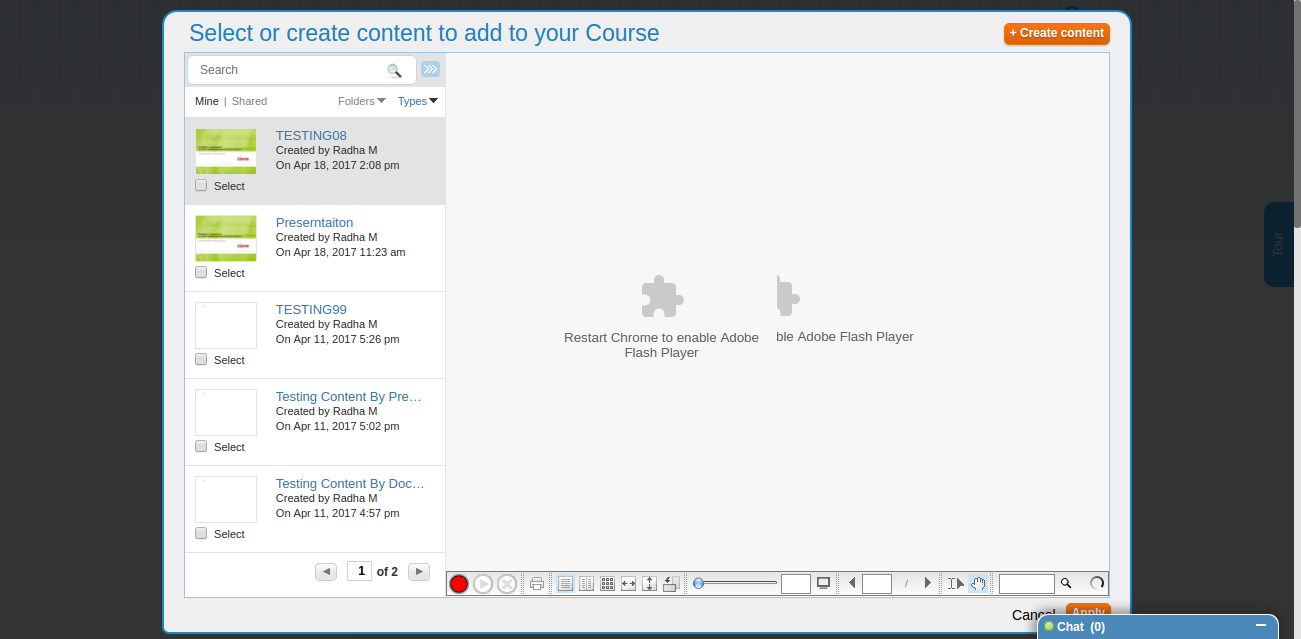 Select or create content to add to your Course
+ Create content
Search
Mine | Shared
Folders
Types
TESTING08
Created by Radha M
On Apr 18, 2017 2:08 pm
Select
Preserntaiton
Created by Radha M
On Apr 18, 2017 11:23 am
Select
TESTING99
Created by Radha M
On Apr 11, 2017 5:26 pm
Select
Testing Content By Pre…
Created by Radha M
On Apr 11, 2017 5:02 pm
Select
Testing Content By Doc…
Created by Radha M
On Apr 11, 2017 4:57 pm
Select
1 of 2
Restart Chrome to enable Adobe
Flash Player
ble Adobe Flash Player
/
Tour
Cancel
Apply
Chat (0)